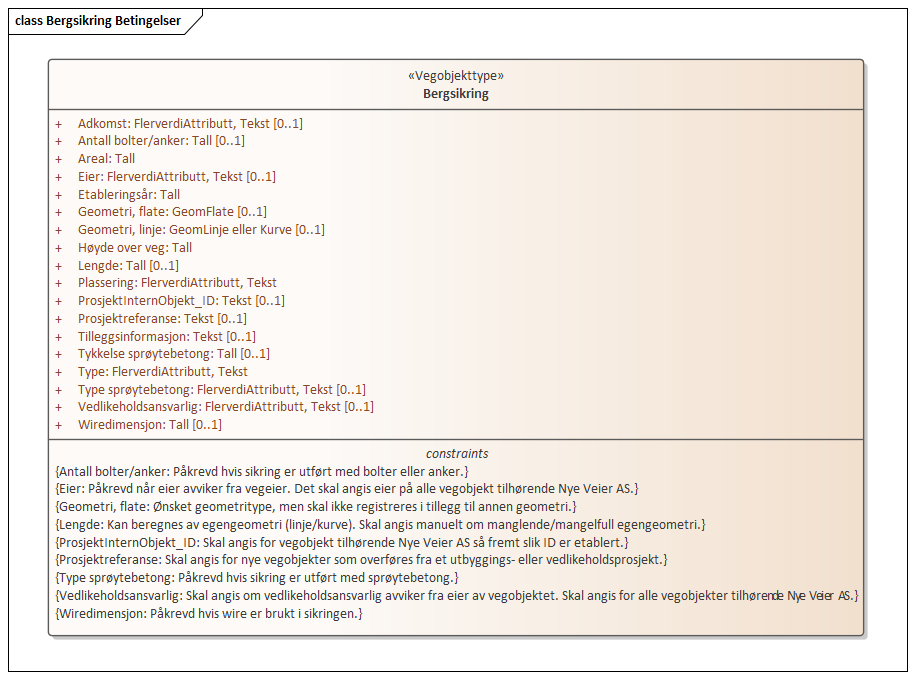 class Bergsikring Betingelser
«Vegobjekttype»
Bergsikring
+ Adkomst: FlerverdiAttributt, Tekst [0..1]
+ Antall bolter/anker: Tall [0..1]
+ Areal: Tall
+ Eier: FlerverdiAttributt, Tekst [0..1]
+ Etableringsår: Tall
+ Geometri, flate: GeomFlate [0..1]
+ Geometri, linje: GeomLinje eller Kurve [0..1]
+ Høyde over veg: Tall
+ Lengde: Tall [0..1]
+ Plassering: FlerverdiAttributt, Tekst
+ ProsjektInternObjekt_ID: Tekst [0..1]
+ Prosjektreferanse: Tekst [0..1]
+ Tilleggsinformasjon: Tekst [0..1]
+ Tykkelse sprøytebetong: Tall [0..1]
+ Type: FlerverdiAttributt, Tekst
+ Type sprøytebetong: FlerverdiAttributt, Tekst [0..1]
+ Vedlikeholdsansvarlig: FlerverdiAttributt, Tekst [0..1]
+ Wiredimensjon: Tall [0..1]
constraints
{Antall bolter/anker: Påkrevd hvis sikring er utført med bolter eller anker.}
{Eier: Påkrevd når eier avviker fra vegeier. Det skal angis eier på alle vegobjekt tilhørende Nye Veier AS.}
{Geometri, flate: Ønsket geometritype, men skal ikke registreres i tillegg til annen geometri.}
{Lengde: Kan beregnes av egengeometri (linje/kurve). Skal angis manuelt om manglende/mangelfull egengeometri.}
{ProsjektInternObjekt_ID: Skal angis for vegobjekt tilhørende Nye Veier AS så fremt slik ID er etablert.}
{Prosjektreferanse: Skal angis for nye vegobjekter som overføres fra et utbyggings- eller vedlikeholdsprosjekt.}
{Type sprøytebetong: Påkrevd hvis sikring er utført med sprøytebetong.}
{Vedlikeholdsansvarlig: Skal angis om vedlikeholdsansvarlig avviker fra eier av vegobjektet. Skal angis for alle vegobjekter tilhørende Nye Veier AS.}
{Wiredimensjon: Påkrevd hvis wire er brukt i sikringen.}